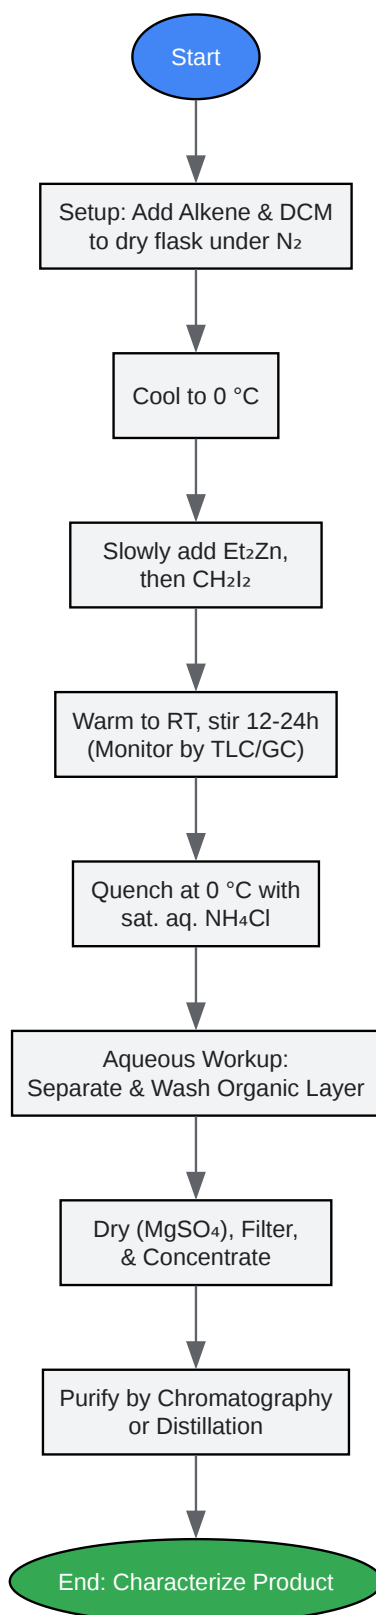 Start
Setup: Add Alkene & DCM
to dry flask under N₂
Cool to 0 °C
Slowly add Et₂Zn,
then CH₂I₂
Warm to RT, stir 12-24h
(Monitor by TLC/GC)
Quench at 0 °C with
sat. aq. NH₄Cl
Aqueous Workup:
Separate & Wash Organic Layer
Dry (MgSO₄), Filter,
& Concentrate
Purify by Chromatography
or Distillation
End: Characterize Product